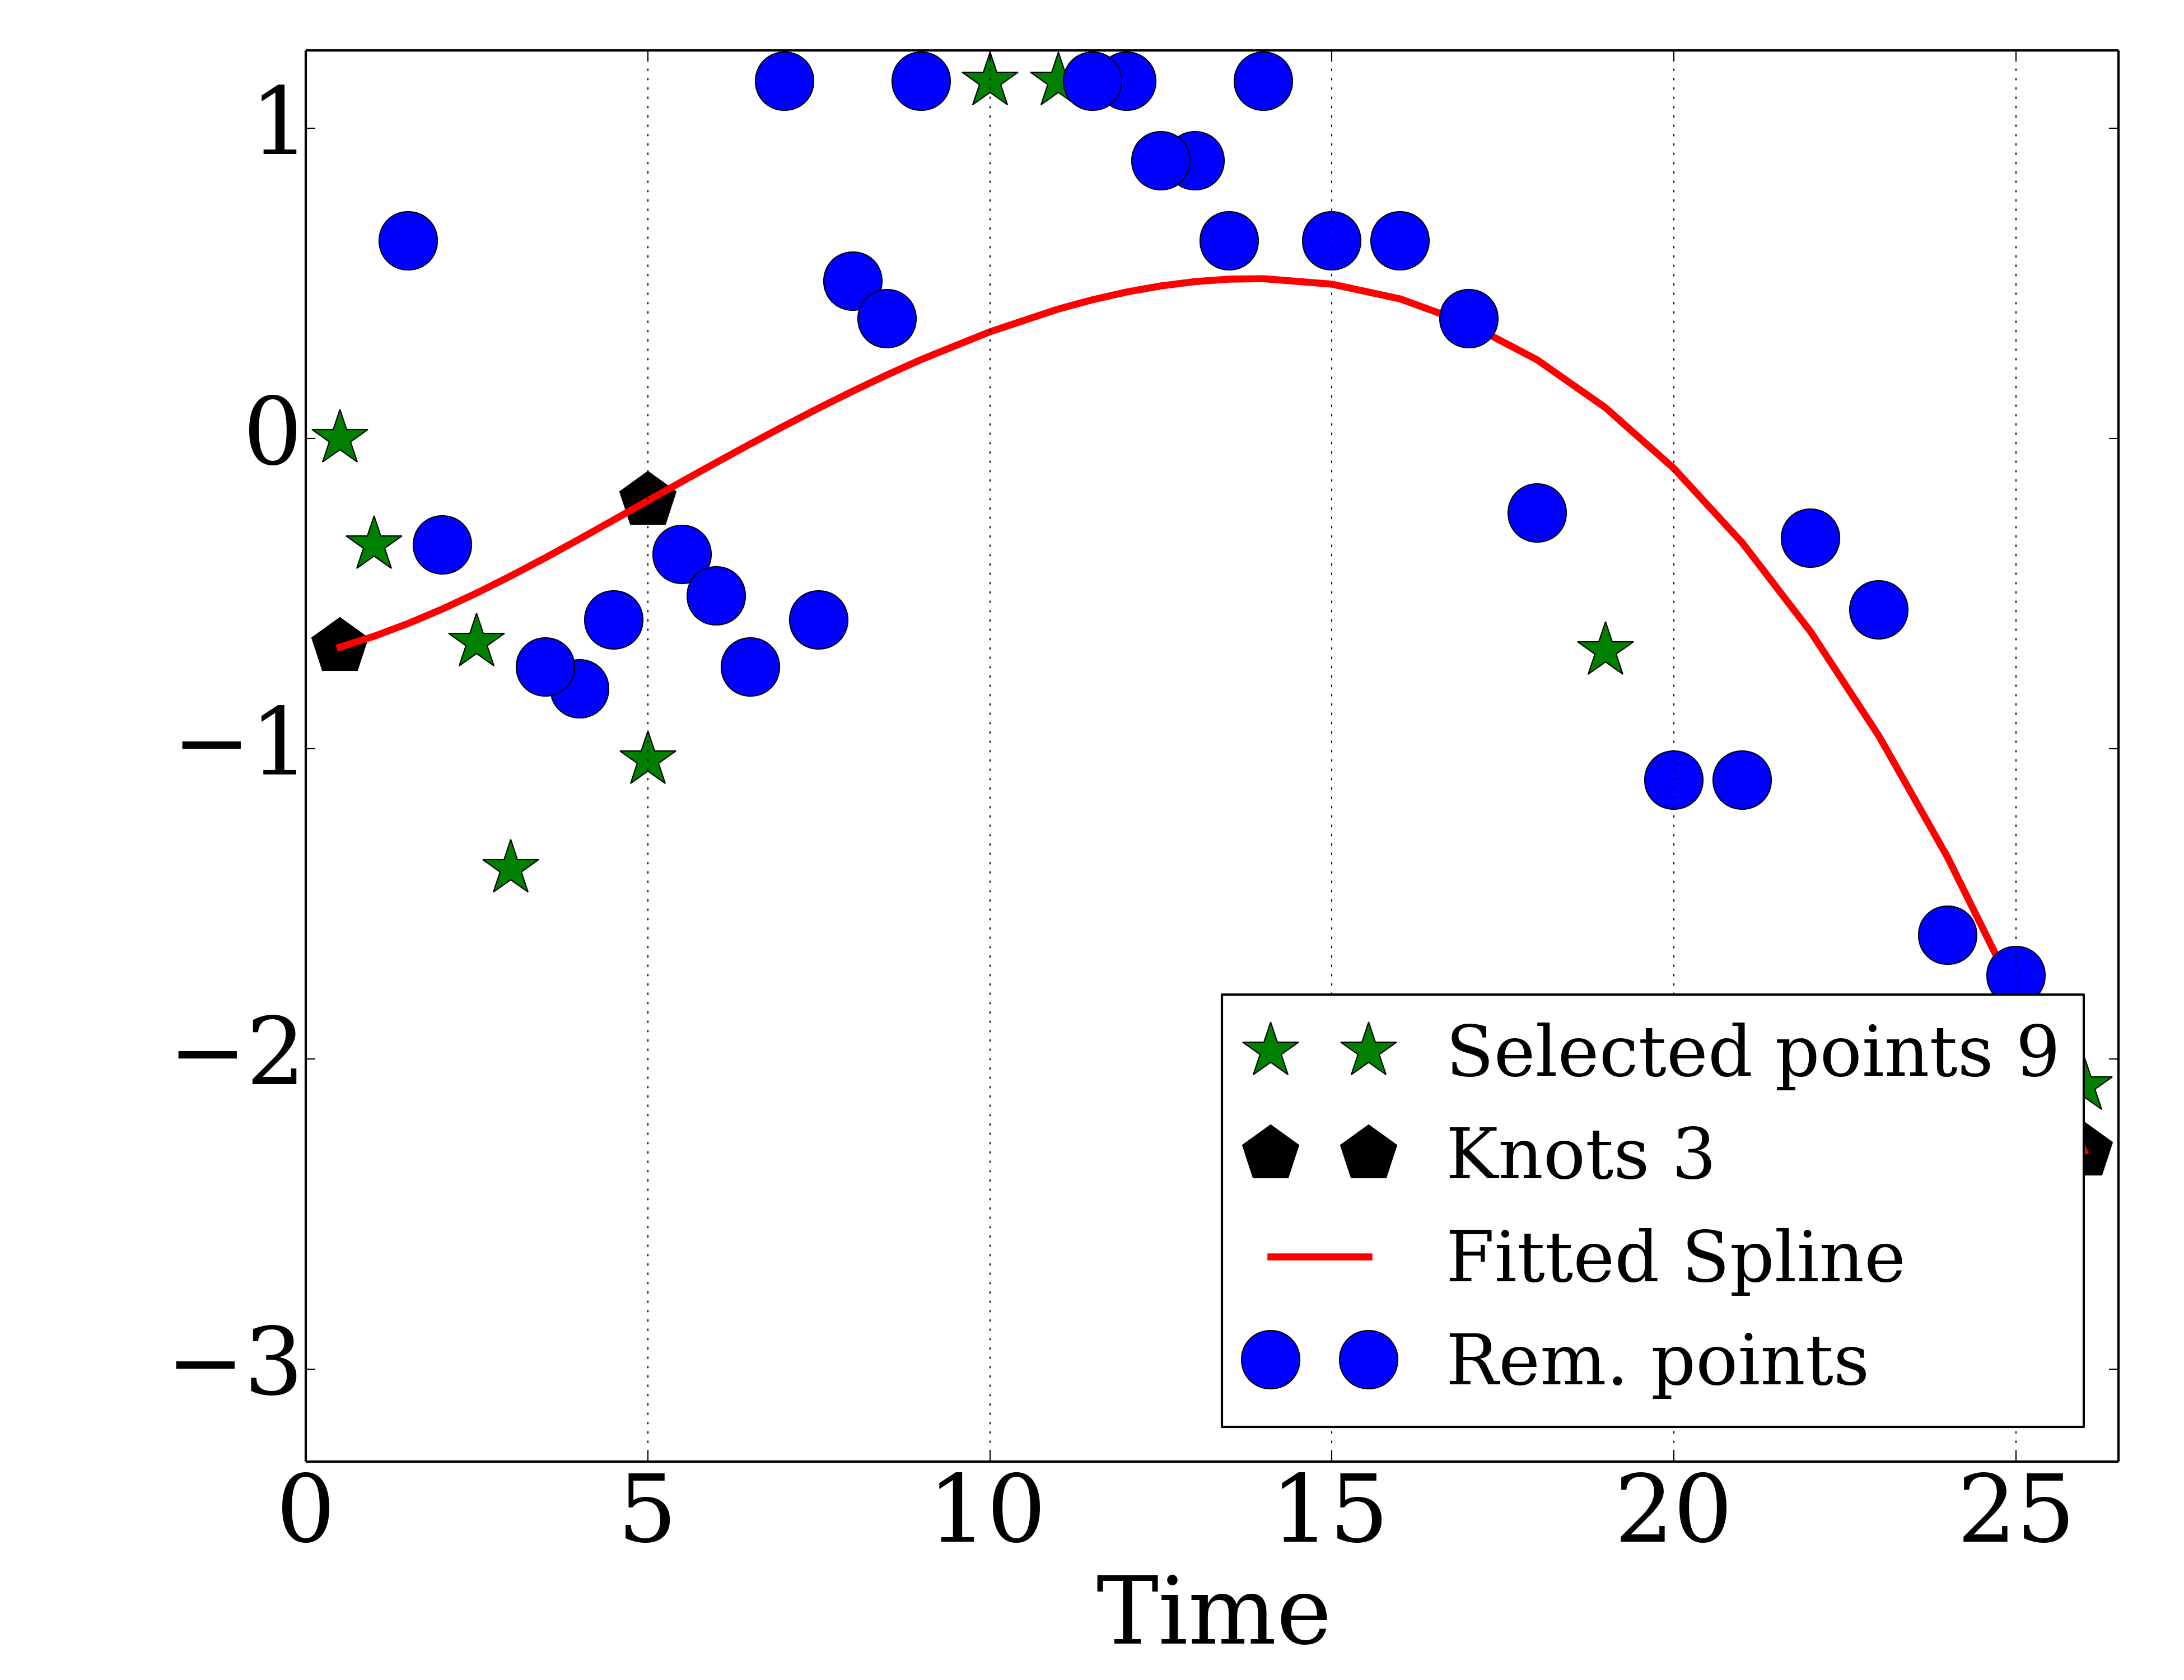 1
0
−1
−2
−3
Selected points 9
Knots 3
Fitted Spline
Rem. points
0 5 10 15 20 25
Time